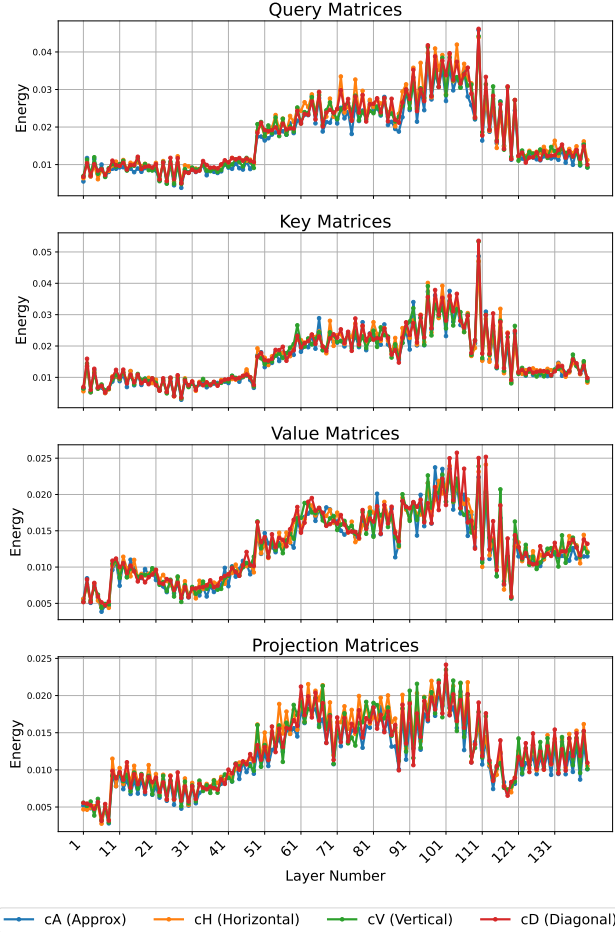 Query Matrices
0.04
0.03
0.02
0.01
Energy
Key Matrices
0.05
0.04
0.03
0.02
0.01
Energy
Value Matrices
0.025
0.020
0.015
0.010
0.005
Energy
Projection Matrices
0.025
0.020
0.015
0.010
0.005
Energy
1 11 21 31 41 51 61 71 81 91 101 111 121 131
Layer Number
cA (Approx) cH (Horizontal) cV (Vertical) cD (Diagonal)